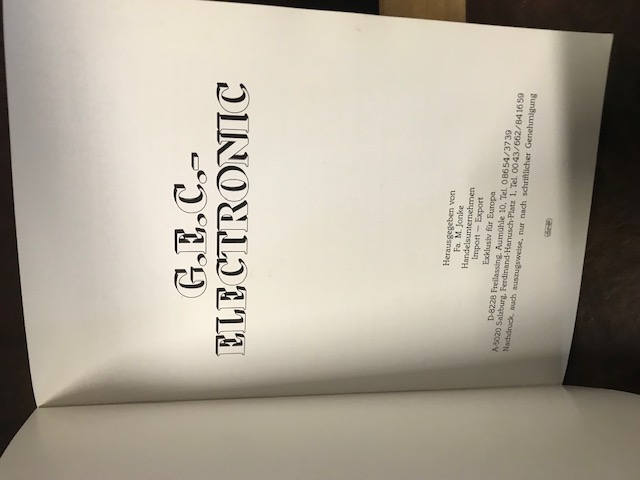 G.E.C.-
ELECTRONIC
Herausgegeben von
Fa. M. Jonke
Handelsunternehmen
Import — Export
Exklusiv für Europa
D-8228 Freilassing, Aumühle 10, Tel. 08654/3739
A-5020 Salzburg, Ferdinand-Hanusch-Platz 1, Tel. 0043/662/841659
Nachdruck, auch auszugsweise, nur nach schriftlicher Genehmigung